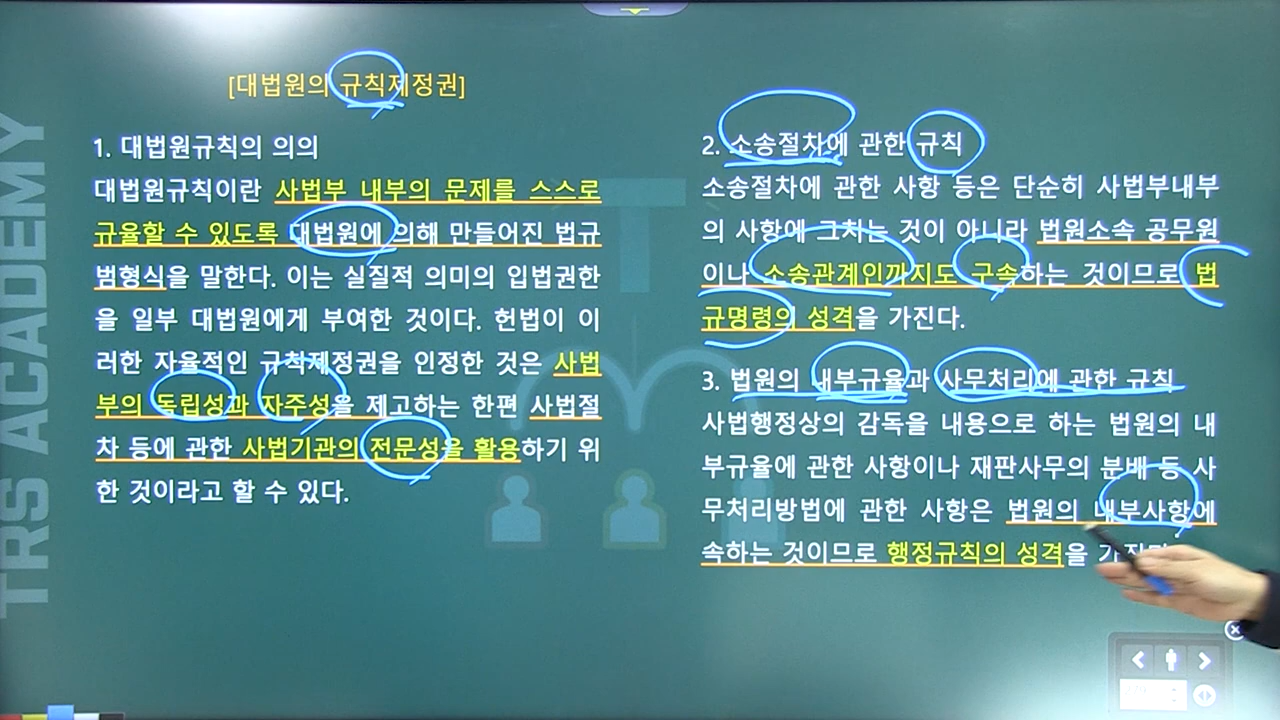 [대법원의 규칙제정권]
1. 대법원규칙의 의의
대법원규칙이란 사법부 내부의 문제를 스스로
규율할 수 있도록 대법원에 의해 만들어진 법규
범형식을 말한다. 이는 실질적 의미의 입법권한
을 일부 대법원에게 부여한 것이다. 헌법이 이
러한 자율적인 규칙제정권을 인정한 것은 사법
부의 독립성과 자주성을 제고하는 한편 사법절
차 등에 관한 사법기관의 전문성을 활용하기 위
한 것이라고 할 수 있다.
2. 소송절차에 관한 규칙
소송절차에 관한 사항 등은 단순히 사법부내부
의 사항에 그치는 것이 아니라 법원소속 공무원
이나 소송관계인까지도 구속하는 것이므로 법
규명령의 성격을 가진다.
3. 법원의 내부규율과 사무처리에 관한 규칙
사법행정상의 감독을 내용으로 하는 법원의 내
부규율에 관한 사항이나 재판사무의 분배 등 사
무처리방법에 관한 사항은 법원의 내부사항에
속하는 것이므로 행정규칙의 성격을
TRS ACADEMY